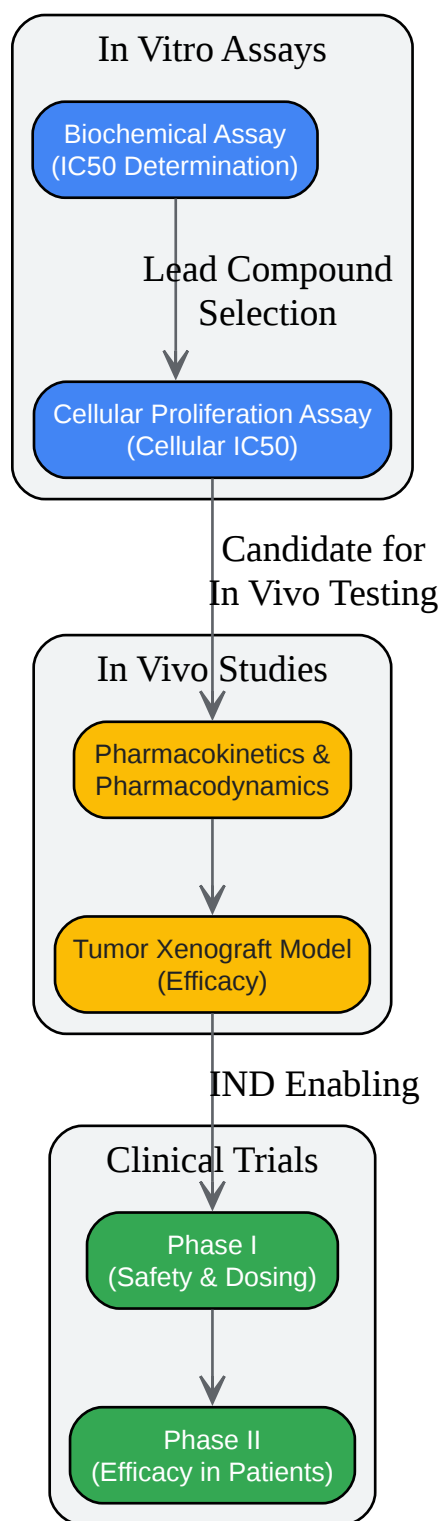 In Vitro Assays
Biochemical Assay
(IC50 Determination)
Lead Compound
Selection
Cellular Proliferation Assay
(Cellular IC50)
Candidate for
In Vivo Testing
In Vivo Studies
Pharmacokinetics &
Pharmacodynamics
Tumor Xenograft Model
(Efficacy)
IND Enabling
Clinical Trials
Phase I
(Safety & Dosing)
Phase II
(Efficacy in Patients)